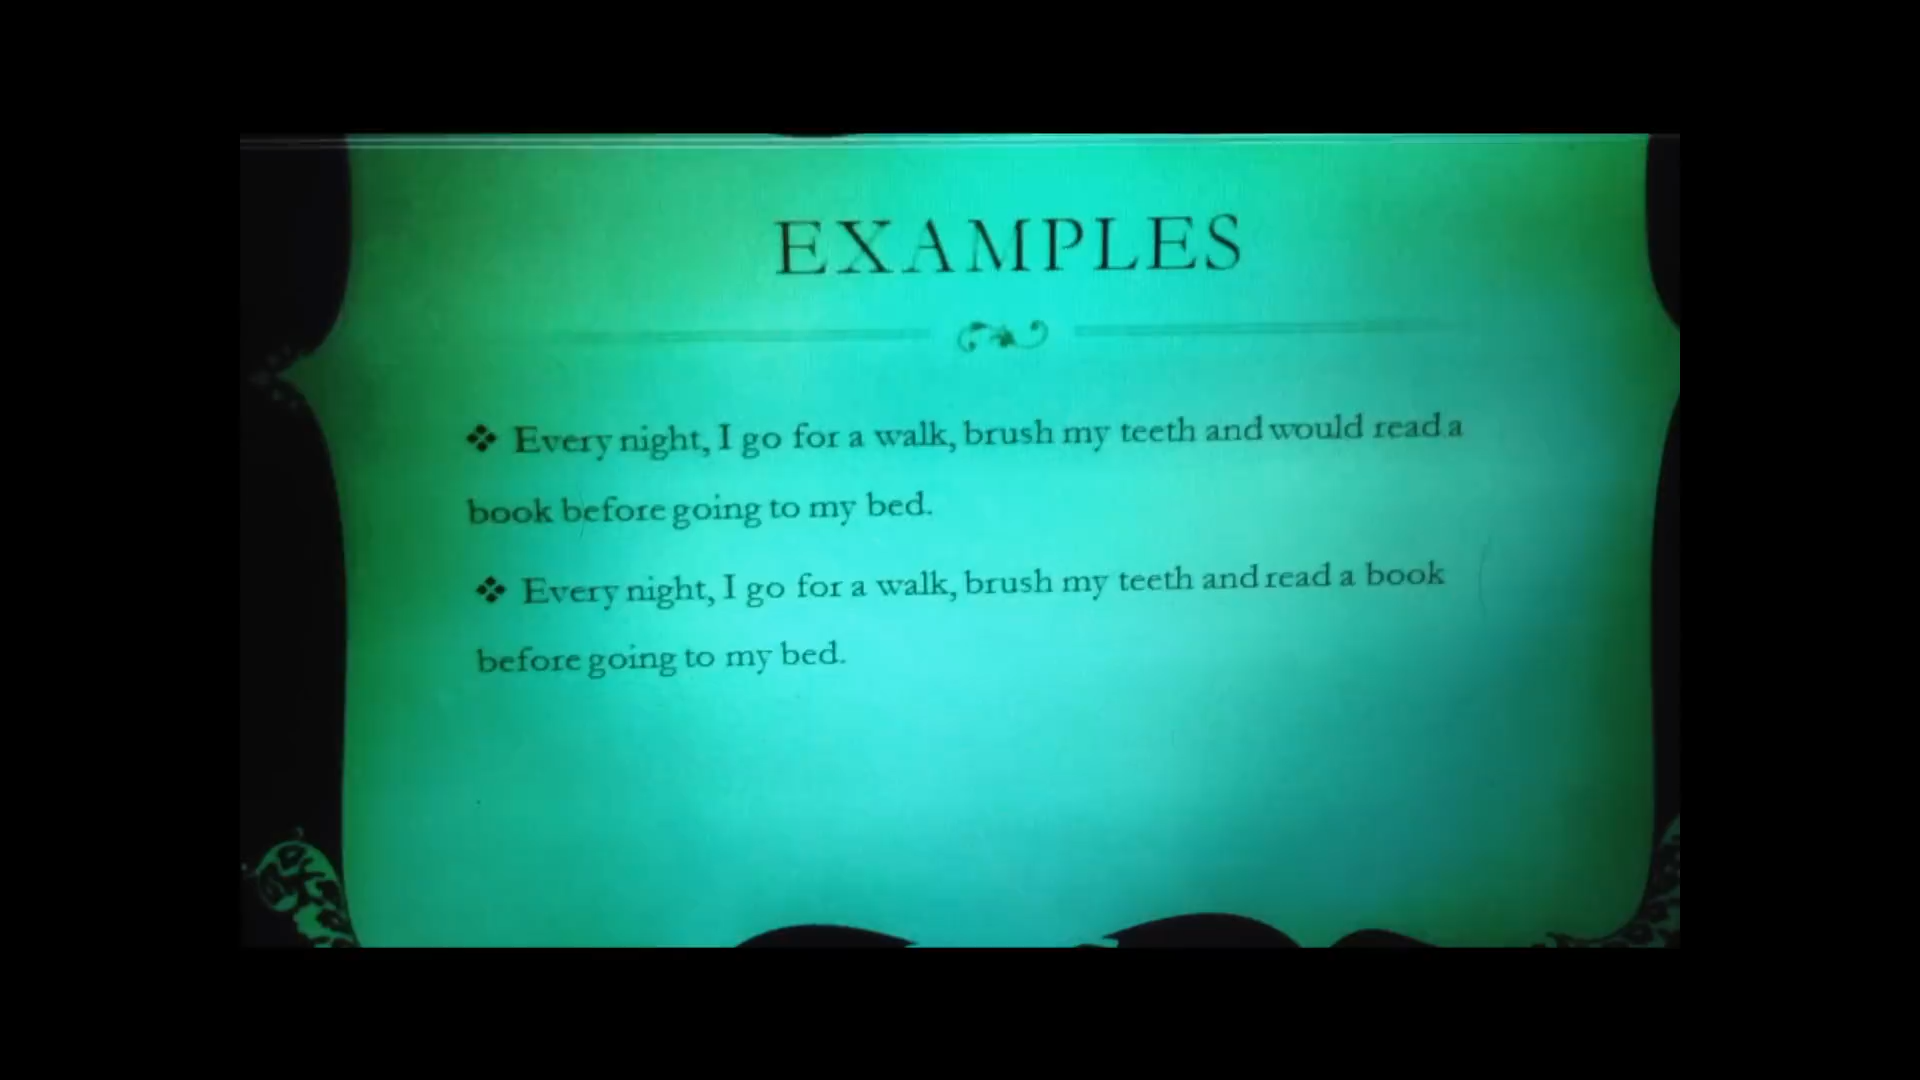 EXAMPLES
❖ Every night, I go for a walk, brush my teeth and would read a
book before going to my bed.
❖ Every night, I go for a walk, brush my teeth and read a book
before going to my bed.